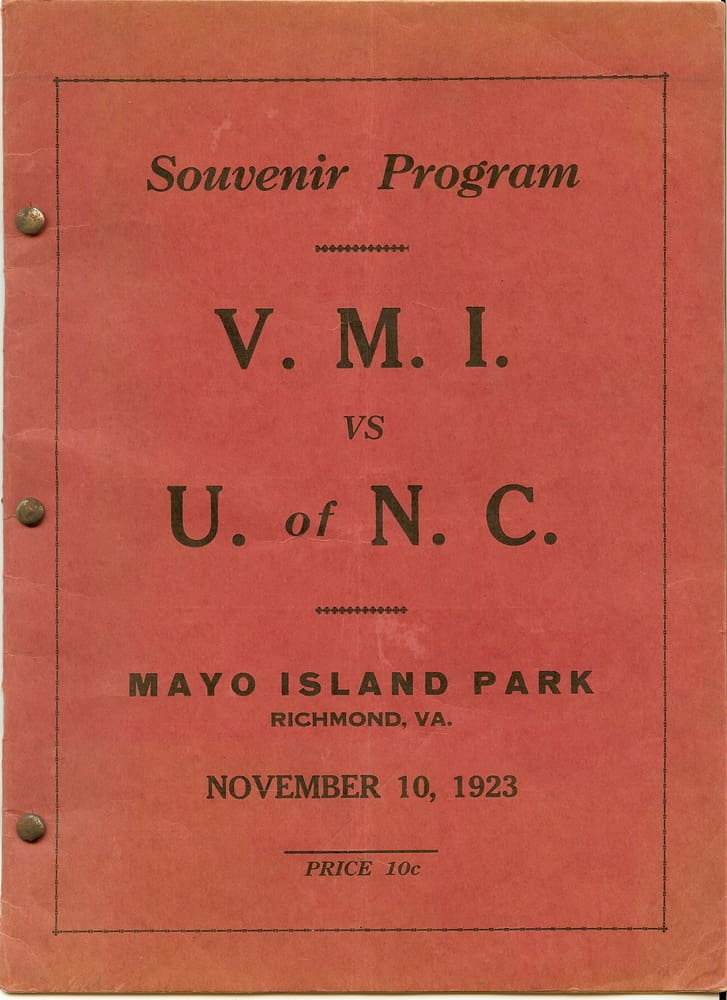 Souvenir Program
V. M. I.
VS
U. of N. C.
MAYO ISLAND PARK
RICHMOND, VA.
NOVEMBER 10, 1923
PRICE 10c